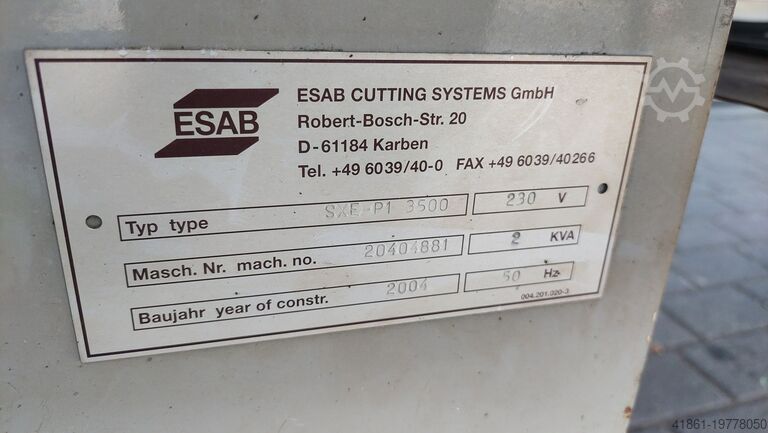 ESAB
ESAB CUTTING SYSTEMS GmbH
Robert-Bosch-Str. 20
D-61184 Karben
Tel. +49 6039/40-0 FAX +49 6039/40266
Typ type SXE-P1 3500 230 V
Masch. Nr. mach. no. 20404881 2 KVA
Baujahr year of constr. 2004 50 Hz
004.201.020-3
41861-19778050